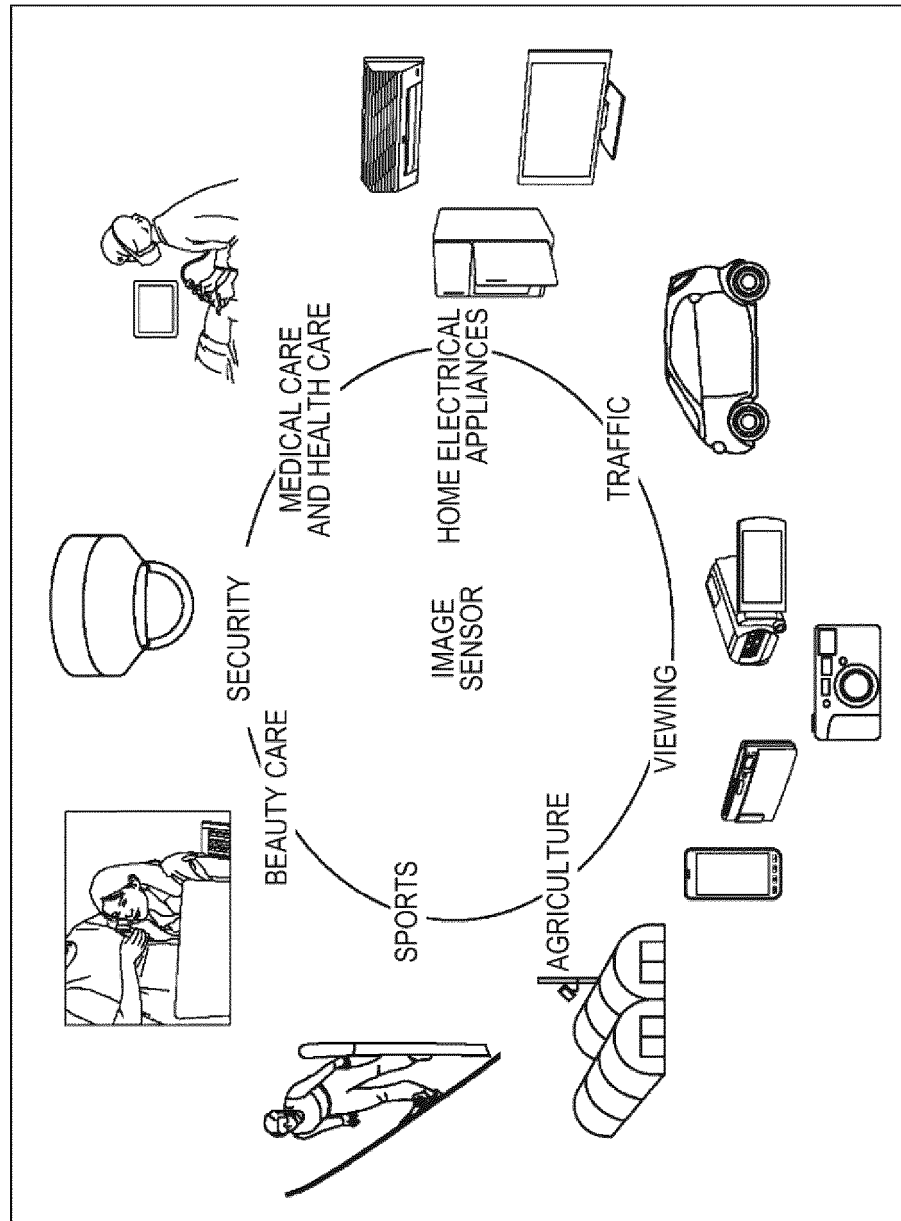 SECURITY
BEAUTY CARE
MEDICAL CARE
AND HEALTH CARE
SPORTS
IMAGE
SENSOR
HOME ELECTRICAL
APPLIANCES
AGRICULTURE
VIEWING
TRAFFIC